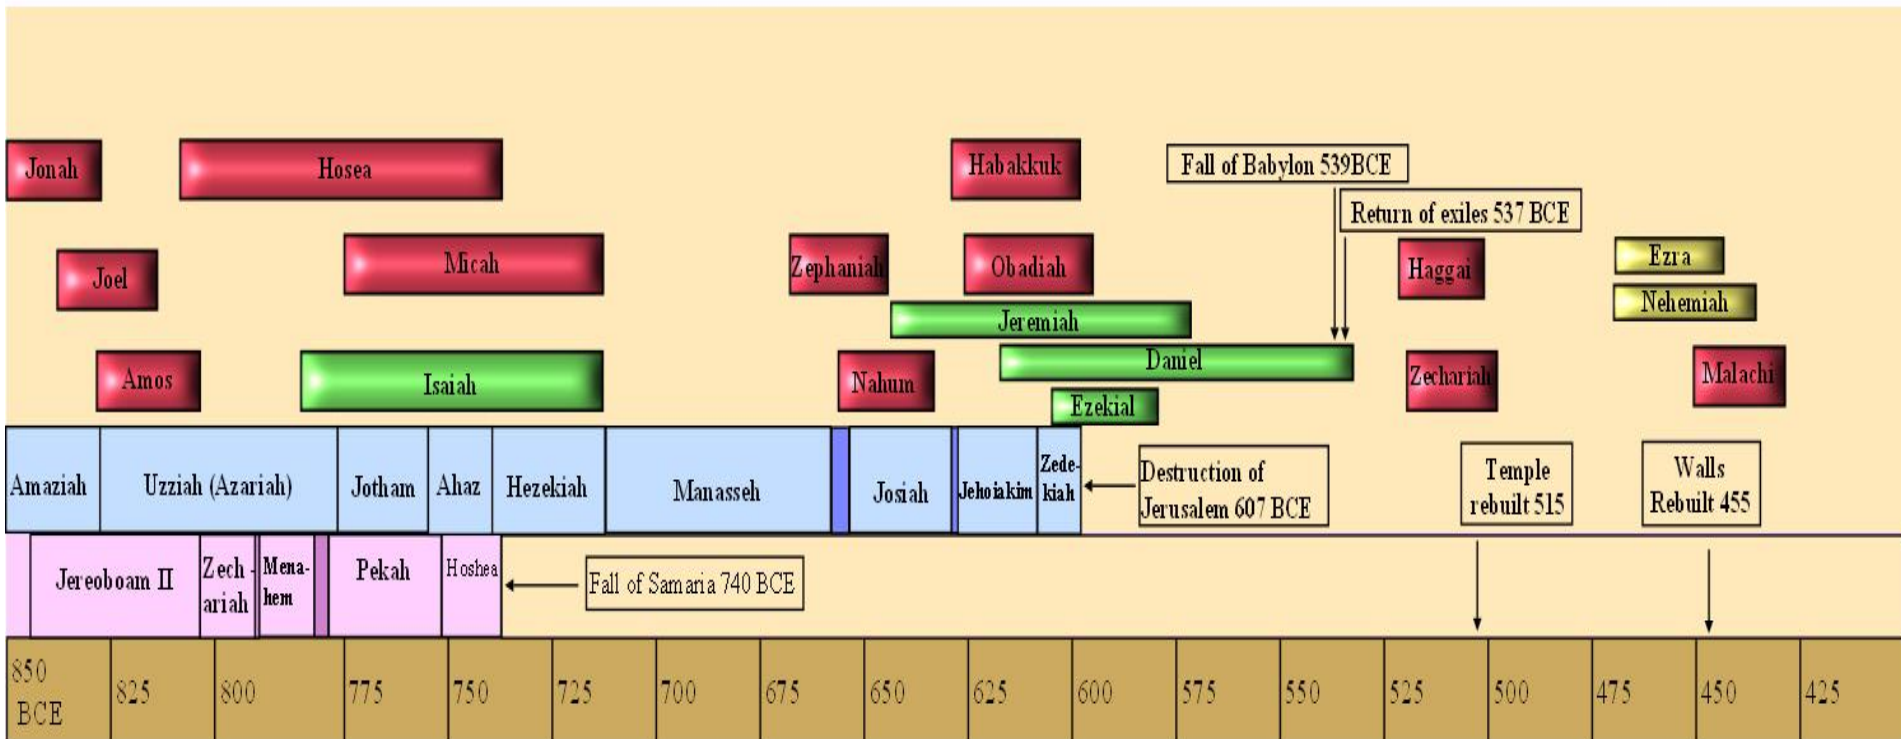 Jonah
Hosea
Habakkuk
Fall of Babylon 539BCE
Return of exiles 537 BCE
Joel
Micah
Zephaniah
Obadiah
Haggai
Ezra
Nehemiah
Jeremiah
Amos
Isaiah
Nahum
Daniel
Ezekial
Zechariah
Malachi
Amaziah
Uzziah (Azariah)
Jotham
Ahaz
Hezekiah
Manasseh
Josiah
Jehoiakim
Zede-
kiah
Destruction of
Jerusalem 607 BCE
Temple
rebuilt 515
Walls
Rebuilt 455
Jereoboam II
Zech -
ariah
Mena-
hem
Pekah
Hoshea
Fall of Samaria 740 BCE
850
BCE
825
800
775
750
725
700
675
650
625
600
575
550
525
500
475
450
425